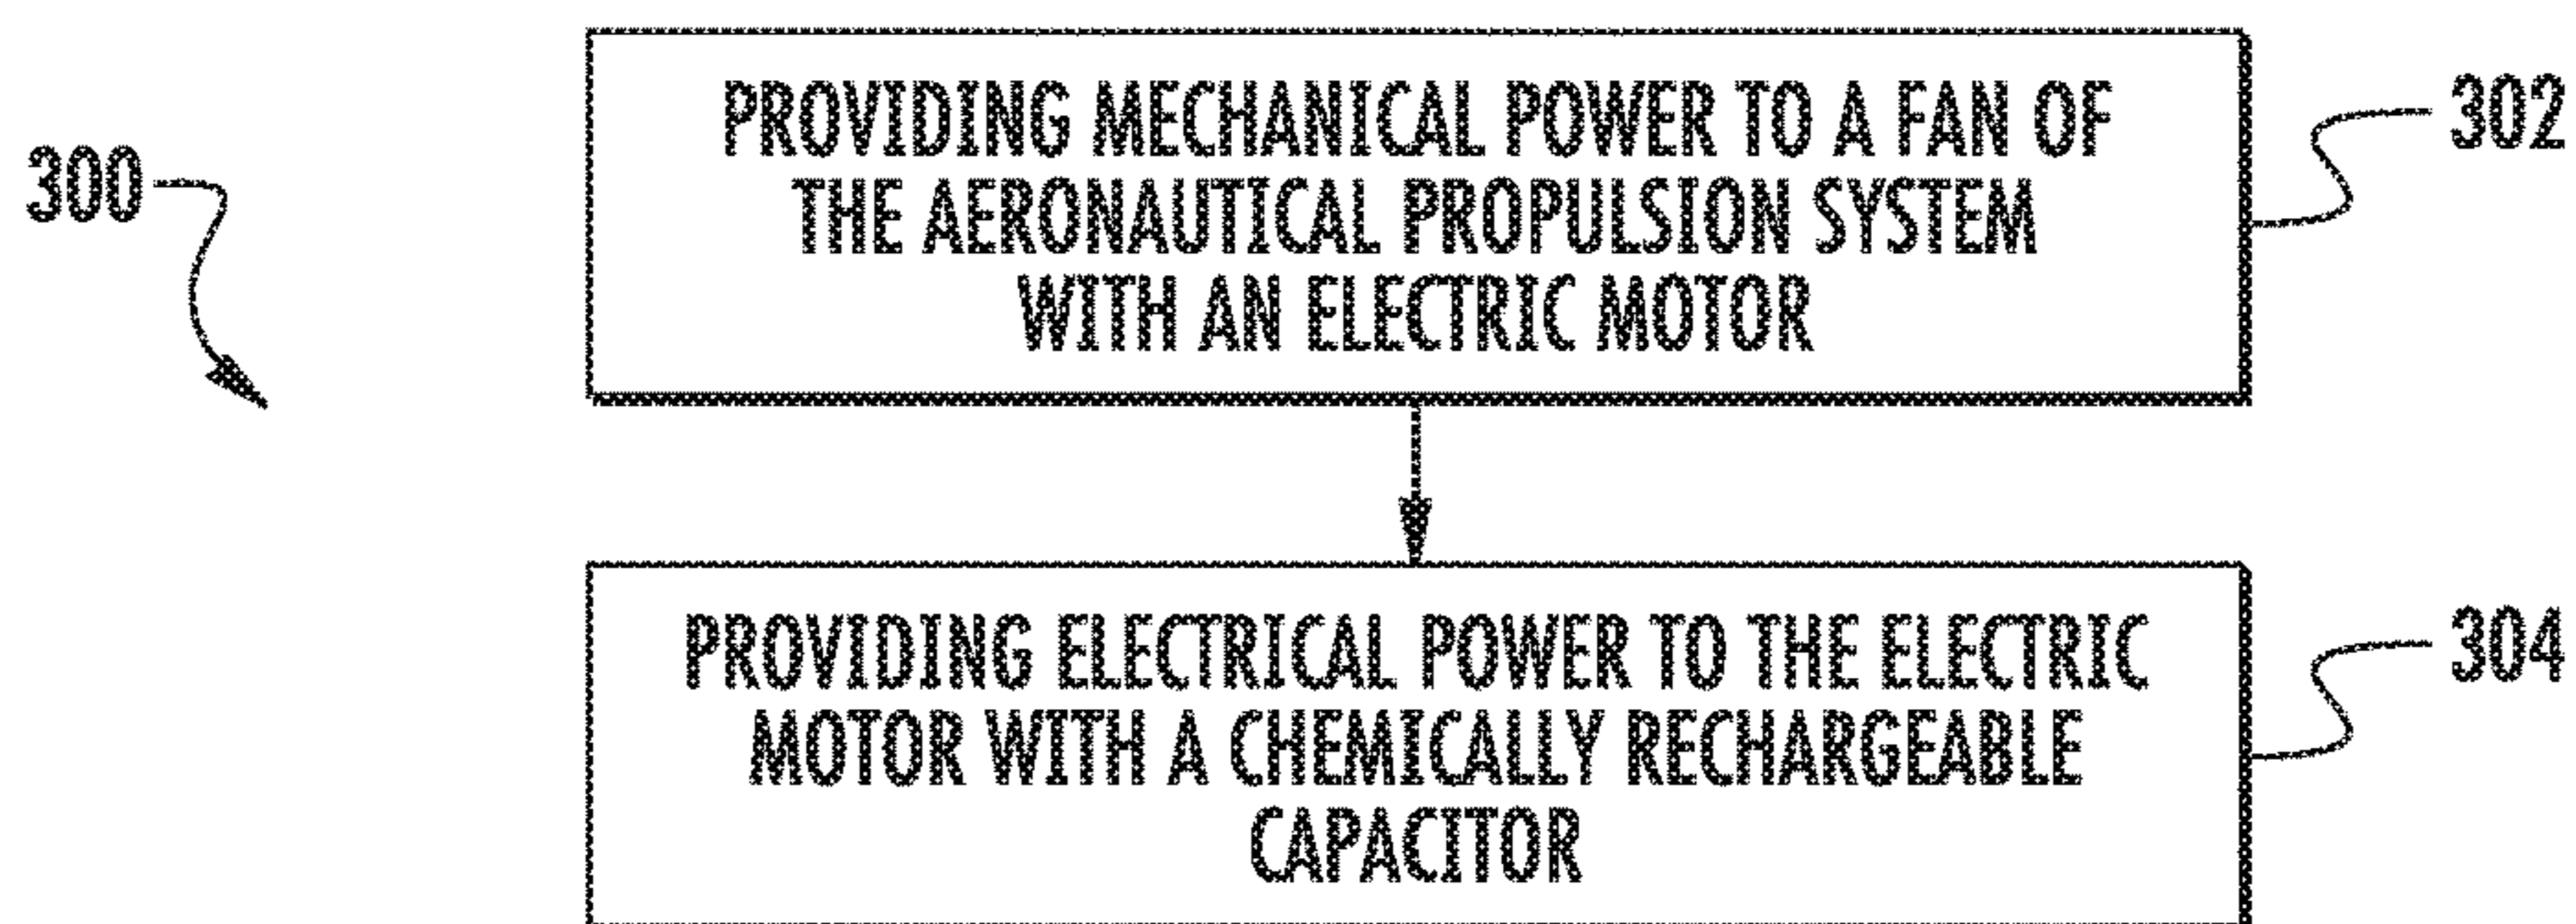 300
PROVIDING MECHANICAL POWER TO A FAN OF
THE AERONAUTICAL PROPULSION SYSTEM
WITH AN ELECTRIC MOTOR
302
PROVIDING ELECTRICAL POWER TO THE ELECTRIC
MOTOR WITH A CHEMICALLY RECHARGEABLE
CAPACITOR
304